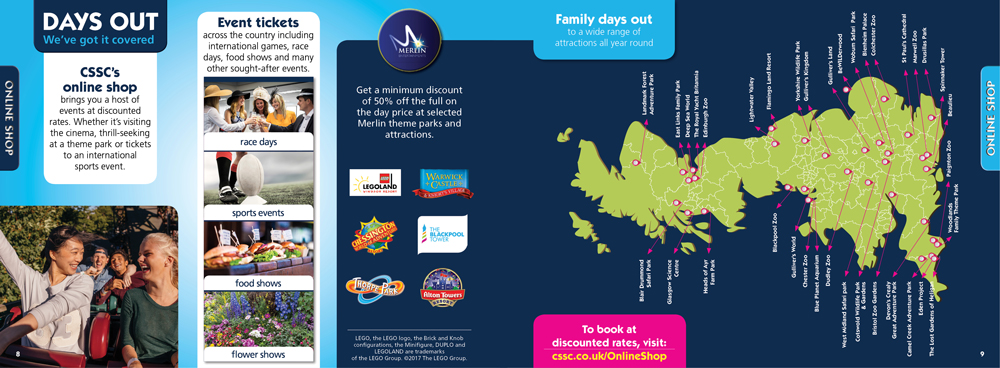 DAYS OUT
We've got it covered
ONLINE SHOP
CSSC's
online shop
brings you a host of
events at discounted
rates. Whether it's visiting
the cinema, thrill-seeking
at a theme park or tickets
to an international
sports event.
8
Event tickets
across the country including
international games, race
days, food shows and many
other sought-after events.
race days
sports events
food shows
flower shows
MERLIN
Get a minimum discount
of 50% off the full on
the day price at selected
Merlin theme parks and
attractions.
LEGO
LEGOLAND
WINDSOR RESORT
WARWICK
CASTLE
CHESSINGTON
THE
BLACKPOOL
TOWER
THORPE PARK
Alton Towers
RESORT
LEGO, the LEGO logo, the Brick and Knob
configurations, the Minifigure, DUPLO and
LEGOLAND are trademarks
of the LEGO Group. ©2017 The LEGO Group.
Family days out
to a wide range of
attractions all year round
Landmark Forest
Adventure Park
East Links Family Park
Deep Sea World
The Royal Yacht Britannia
Edinburgh Zoo
Lightwater Valley
Flamingo Land Resort
Yorkshire Wildlife Park
Gulliver's Kingdom
Gulliver's Land
BeWILDerwood
Woburn Safari Park
Blenheim Palace
Colchester Zoo
St Paul's Cathedral
Marwell Zoo
Drusillas Park
Spinnaker Tower
Beaulieu
Paignton Zoo
Woodlands
Family Theme Park
Blair Drummond
Safari Park
Glasgow Science
Centre
Heads of Ayr
Farm Park
Blackpool Zoo
Gulliver's World
Chester Zoo
Blue Planet Aquarium
Dudley Zoo
West Midland Safari park
Cotswold Wildlife Park
& Gardens
Bristol Zoo Gardens
Devon's Crealy
Great Adventure Park
Camel Creek Adventure Park
Eden Project
The Lost Gardens of Heligan
To book at
discounted rates, visit:
cssc.co.uk/OnlineShop
ONLINE SHOP
9